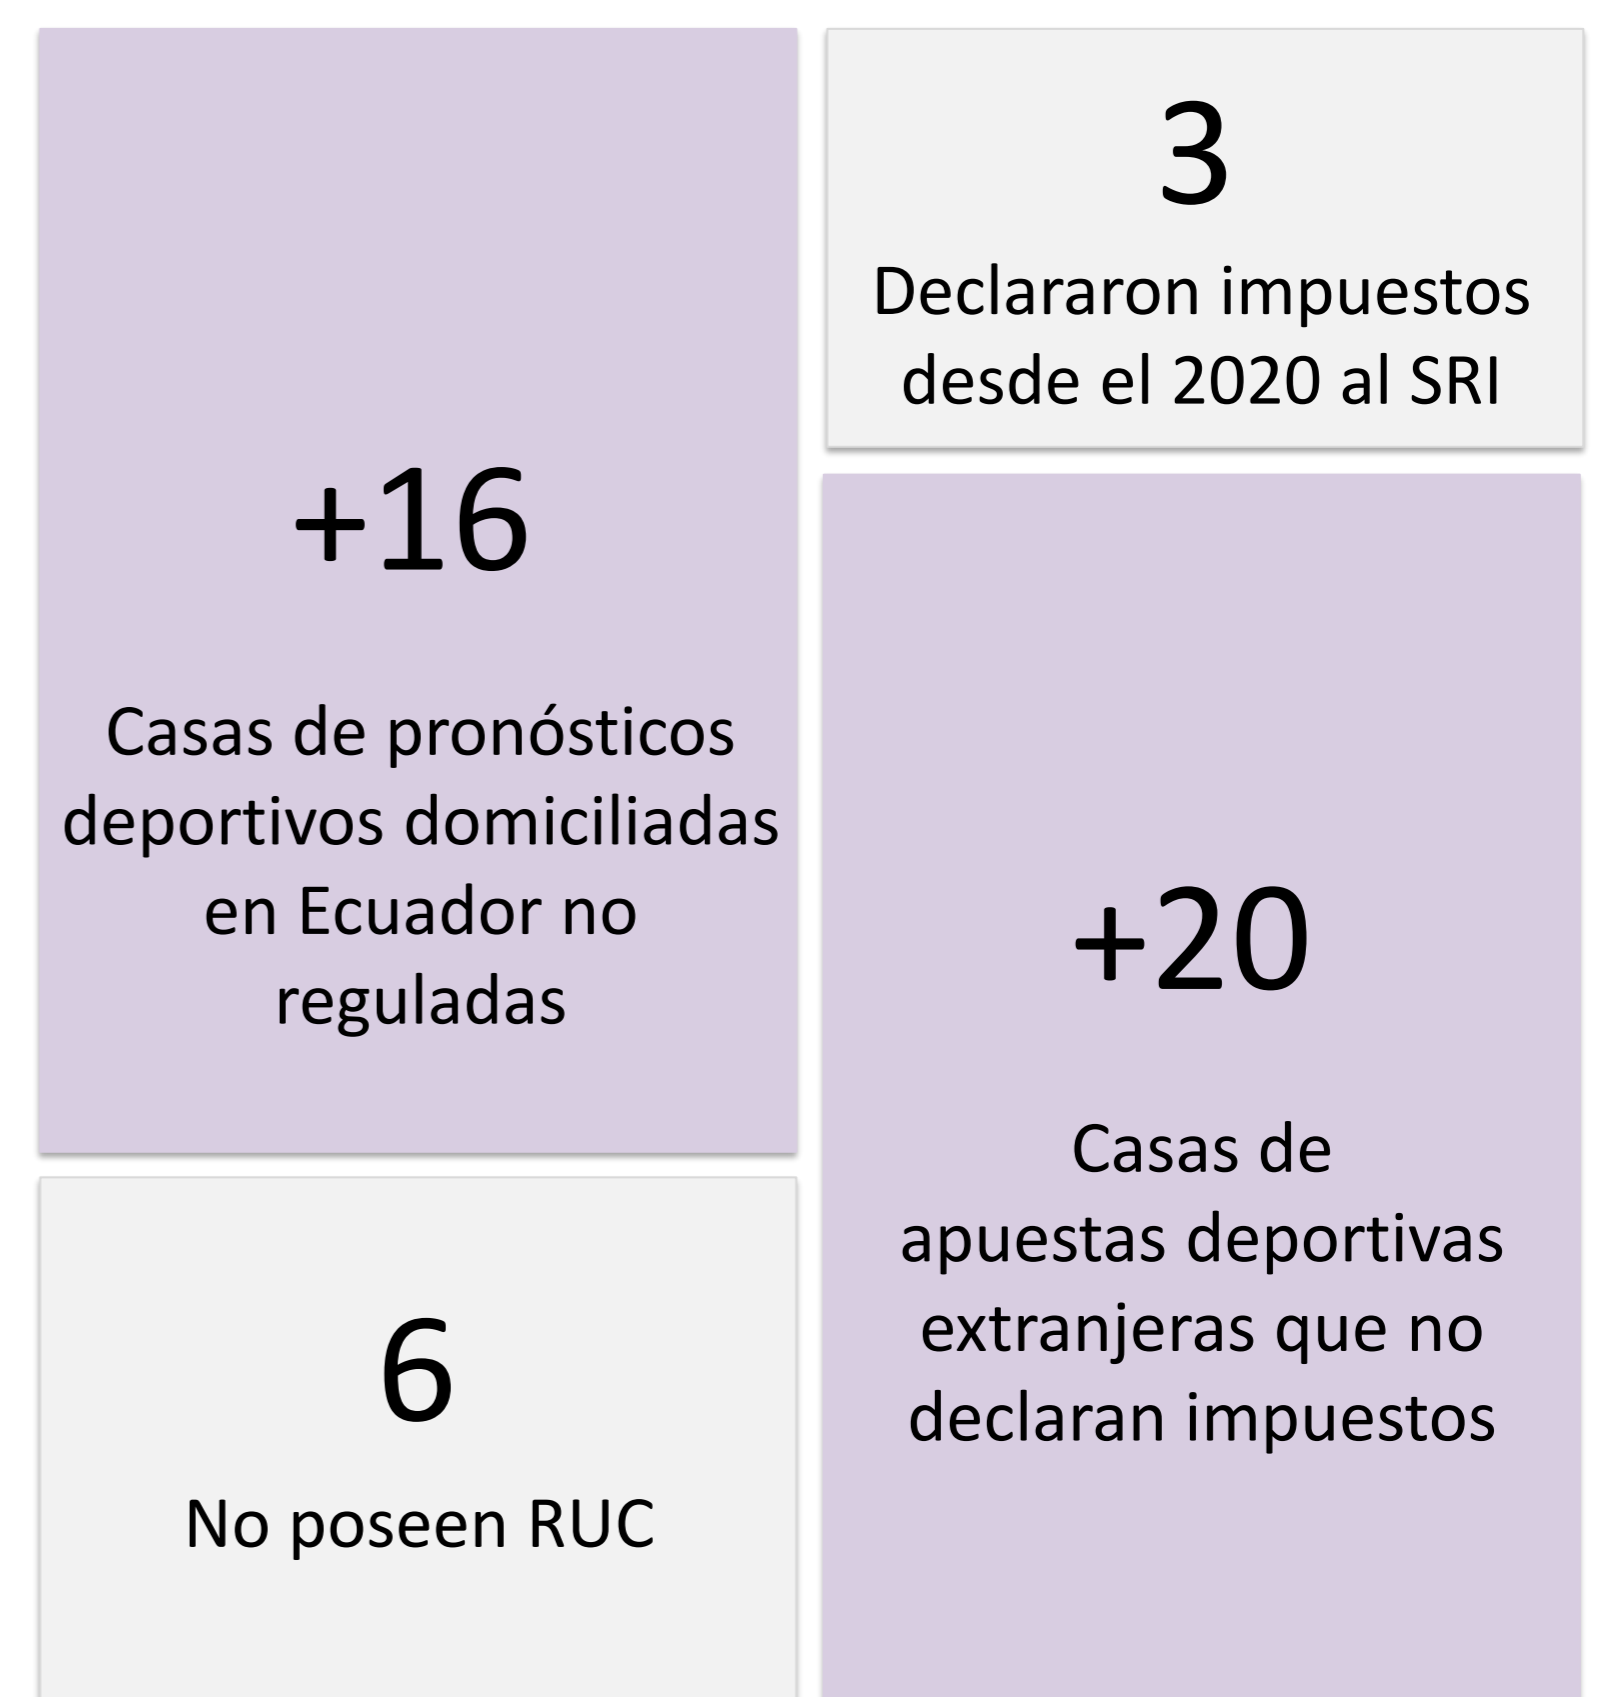 +16
Casas de pronósticos
deportivos domiciliadas
en Ecuador no
reguladas
6
No poseen RUC
3
Declararon impuestos
desde el 2020 al SRI
+20
Casas de
apuestas deportivas
extranjeras que no
declaran impuestos